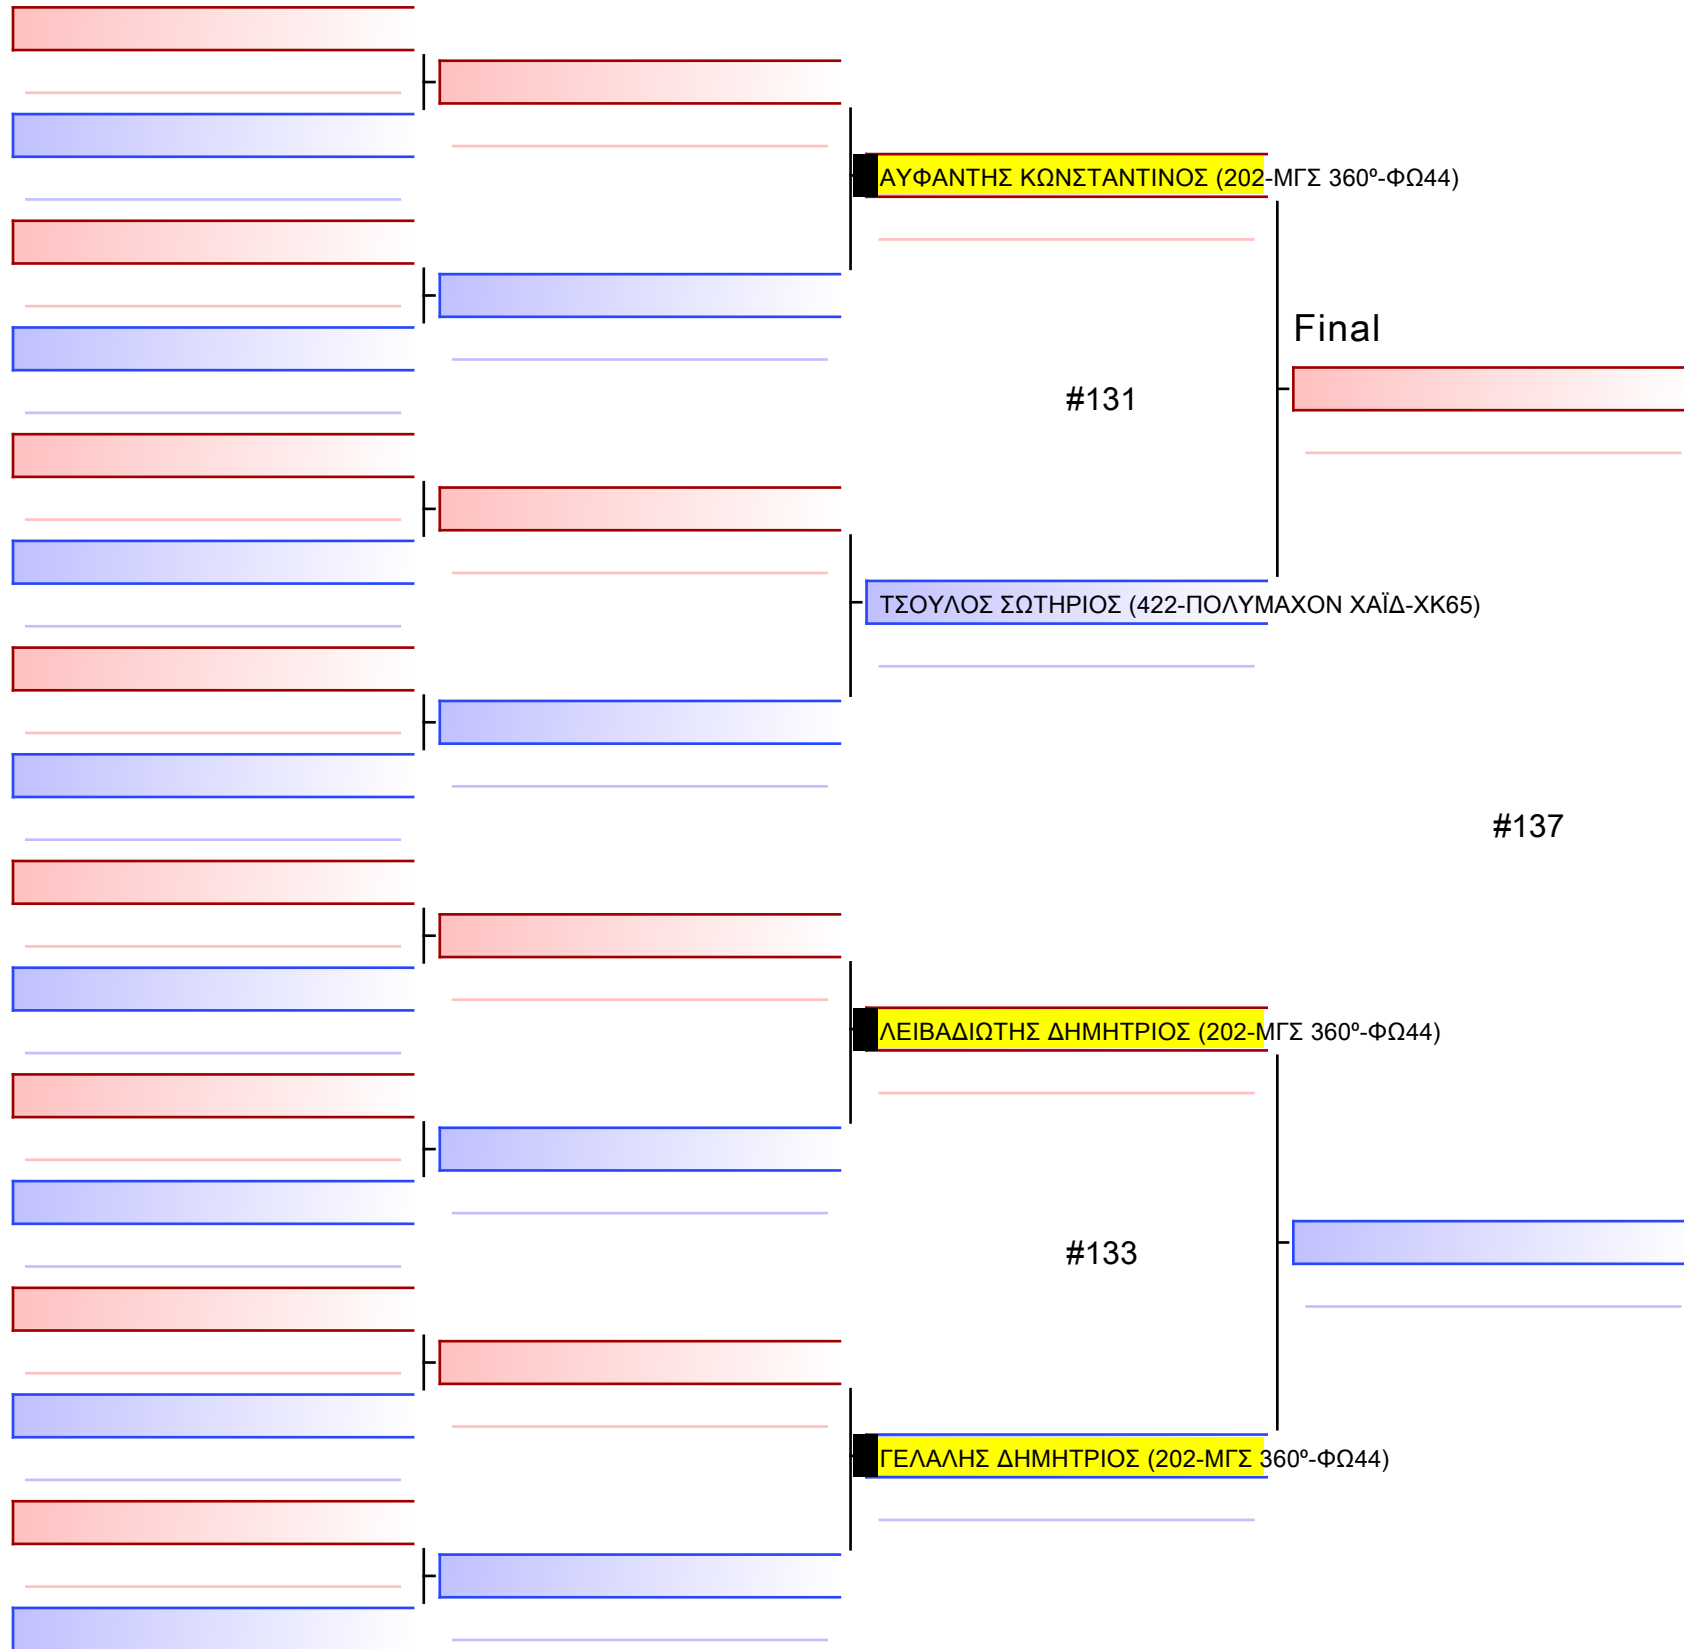 ΑΥΦΑΝΤΗΣ ΚΩΝΣΤΑΝΤΙΝΟΣ (202-ΜΓΣ 360º-ΦΩ44)
Final
#131
ΤΣΟΥΛΟΣ ΣΩΤΗΡΙΟΣ (422-ΠΟΛΥΜΑΧΟΝ ΧΑΪΔ-ΧΚ65)
#137
ΛΕΙΒΑΔΙΩΤΗΣ ΔΗΜΗΤΡΙΟΣ (202-ΜΓΣ 360º-ΦΩ44)
#133
ΓΕΛΑΛΗΣ ΔΗΜΗΤΡΙΟΣ (202-ΜΓΣ 360º-ΦΩ44)